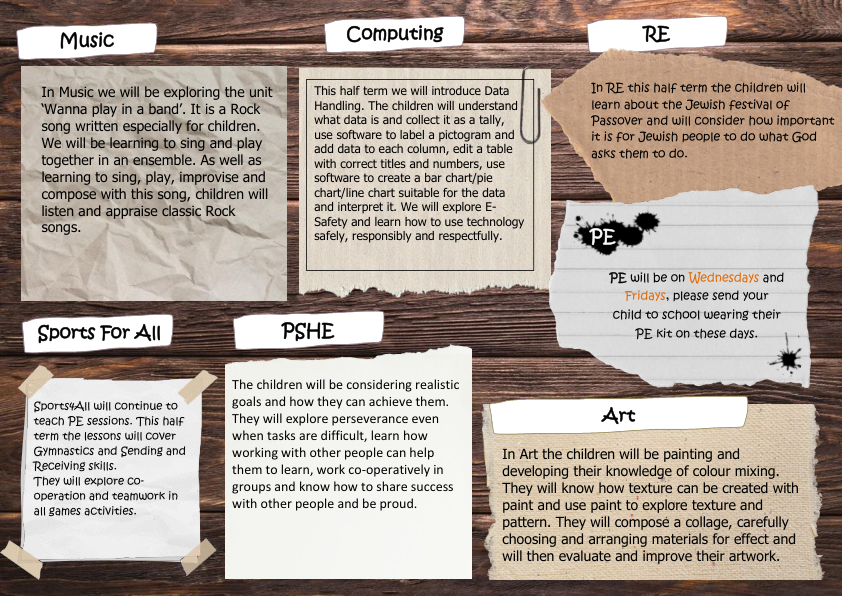 Music
In Music we will be exploring the unit
‘Wanna play in a band’. It is a Rock
song written especially for children.
We will be learning to sing and play
together in an ensemble. As well as
learning to sing, play, improvise and
compose with this song, children will
listen and appraise classic Rock
songs.
Computing
This half term we will introduce Data
Handling. The children will understand
what data is and collect it as a tally,
use software to label a pictogram and
add data to each column, edit a table
with correct titles and numbers, use
software to create a bar chart/pie
chart/line chart suitable for the data
and interpret it. We will explore E-
Safety and learn how to use technology
safely, responsibly and respectfully.
RE
In RE this half term the children will
learn about the Jewish festival of
Passover and will consider how important
it is for Jewish people to do what God
asks them to do.
PE
PE will be on Wednesdays and
Fridays, please send your
child to school wearing their
PE kit on these days.
Sports For All
Sports4All will continue to
teach PE sessions. This half
term the lessons will cover
Gymnastics and Sending and
Receiving skills.
They will explore co-
operation and teamwork in
all games activities.
PSHE
The children will be considering realistic
goals and how they can achieve them.
They will explore perseverance even
when tasks are difficult, learn how
working with other people can help
them to learn, work co-operatively in
groups and know how to share success
with other people and be proud.
Art
In Art the children will be painting and
developing their knowledge of colour mixing.
They will know how texture can be created with
paint and use paint to explore texture and
pattern. They will compose a collage, carefully
choosing and arranging materials for effect and
will then evaluate and improve their artwork.